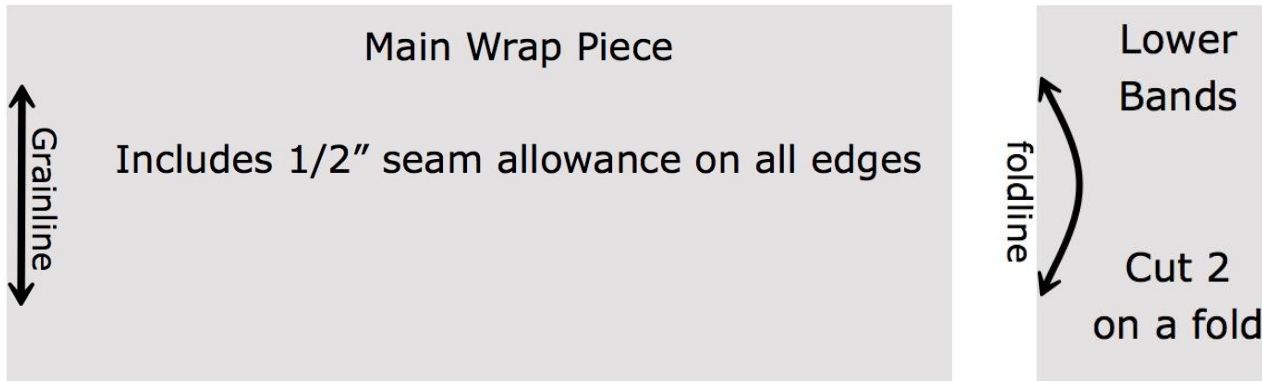 Main Wrap Piece
Includes 1/2” seam allowance on all edges
Grainline
foldline
Lower
Bands
Cut 2
on a fold